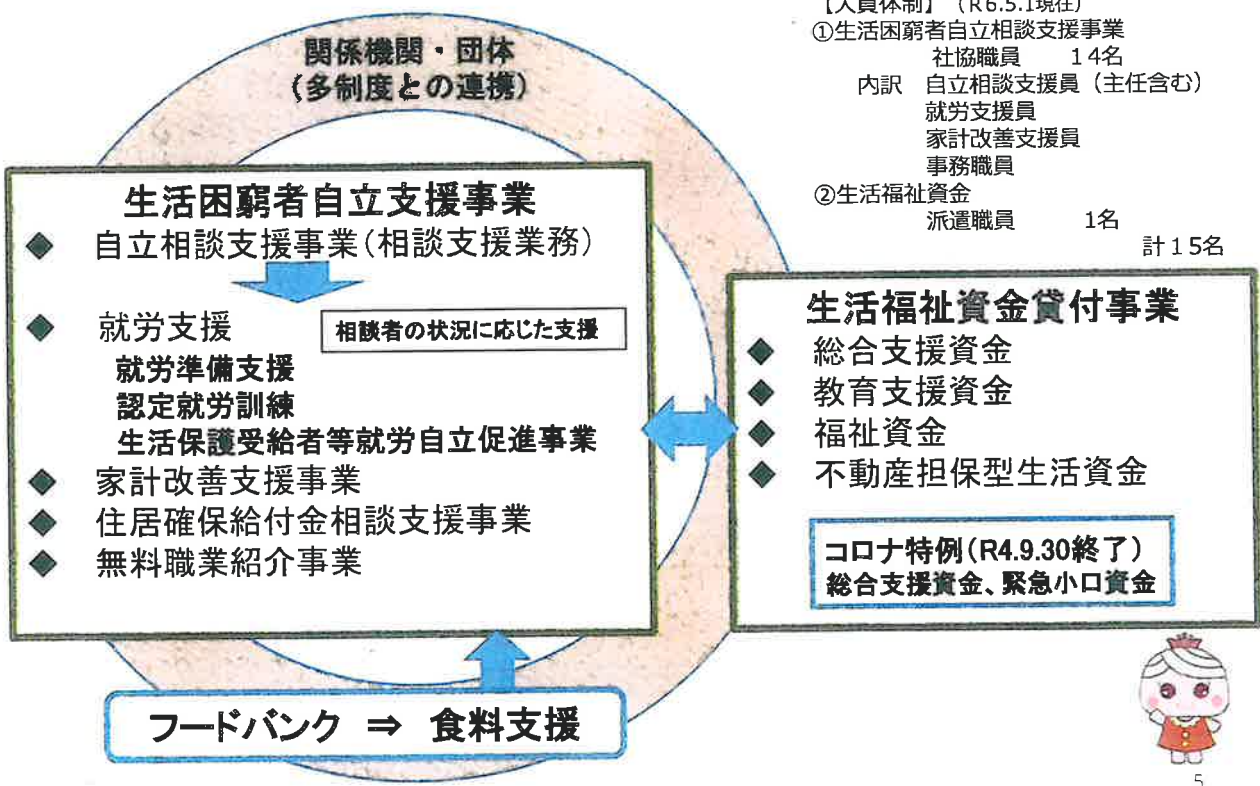 【人員体制】（R6.5.1現在）
①生活困窮者自立相談支援事業
社協職員　14名
内訳　自立相談支援員（主任含む）
就労支援員
家計改善支援員
事務職員
②生活福祉資金
派遣職員　1名
計15名
関係機関・団体
（多制度との連携）
生活困窮者自立支援事業
◆ 自立相談支援事業（相談支援業務）
◆ 就労支援
相談者の状況に応じた支援
就労準備支援
認定就労訓練
生活保護受給者等就労自立促進事業
◆ 家計改善支援事業
◆ 住居確保給付金相談支援事業
◆ 無料職業紹介事業
生活福祉資金貸付事業
◆ 総合支援資金
◆ 教育支援資金
◆ 福祉資金
◆ 不動産担保型生活資金
コロナ特例（R4.9.30終了）
総合支援資金、緊急小口資金
フードバンク ⇒ 食料支援
5